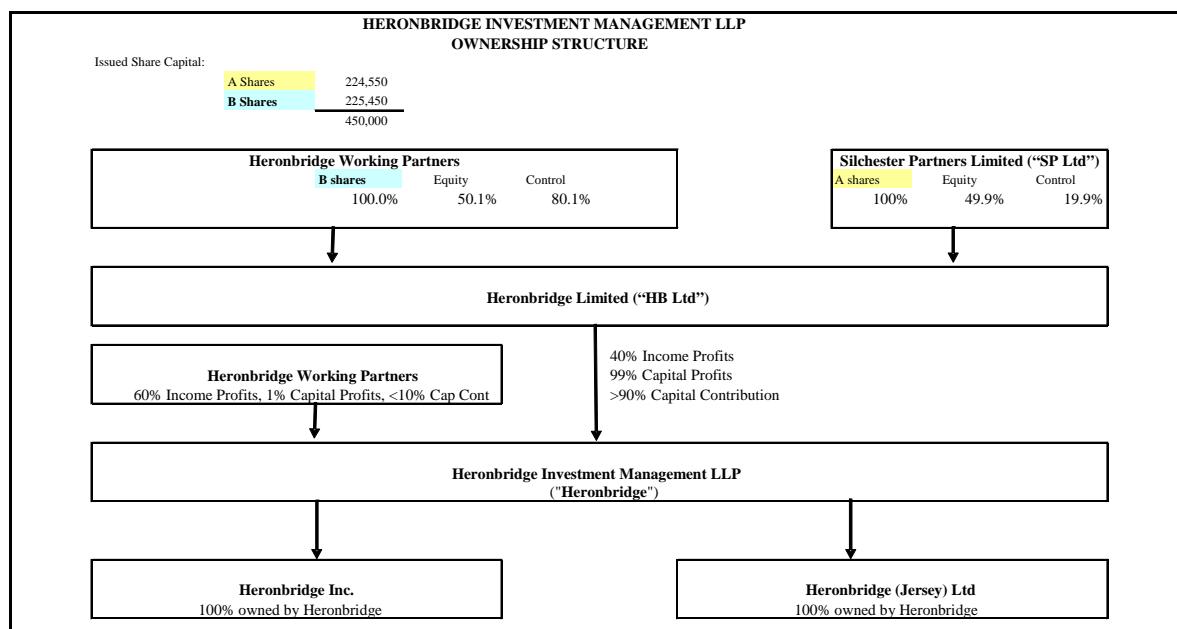 HERONBRIDGE INVESTMENT MANAGEMENT LLP
OWNERSHIP STRUCTURE
Issued Share Capital:
A Shares 224,550
B Shares 225,450
450,000
Heronbridge Working Partners
B shares Equity Control
100.0% 50.1% 80.1%
Silchester Partners Limited (“SP Ltd”)
A shares Equity Control
100% 49.9% 19.9%
Heronbridge Limited (“HB Ltd”)
Heronbridge Working Partners
60% Income Profits, 1% Capital Profits, <10% Cap Cont
40% Income Profits
99% Capital Profits
>90% Capital Contribution
Heronbridge Investment Management LLP
("Heronbridge")
Heronbridge Inc.
100% owned by Heronbridge
Heronbridge (Jersey) Ltd
100% owned by Heronbridge